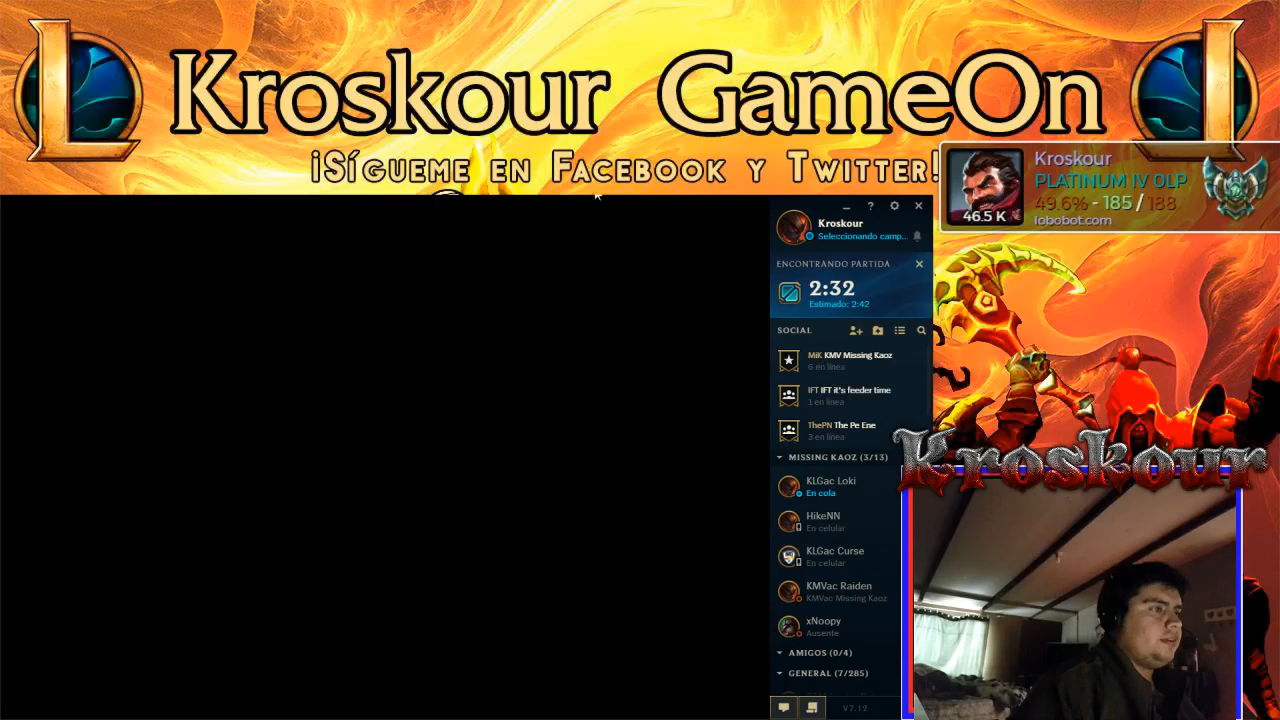 Kroskour GameOn
¡Sígueme en Facebook y Twitter!
Kroskour
PLATINUM IV 0LP
49.6% - 185 / 188
lobobot.com
46.5 K
Kroskour
Seleccionando camp...
ENCONTRANDO PARTIDA
2:32
Estimado: 2:42
SOCIAL
MiK KMV Missing Kaoz
6 en línea
IFT IFT it's feeder time
1 en línea
ThePN The Pe Ene
3 en línea
MISSING KAOZ (3/13)
KLGac Loki
En cola
HikeNN
En celular
KLGac Curse
En celular
KMVac Raiden
KMVac Missing Kaoz
xNoopy
Ausente
AMIGOS (0/4)
GENERAL (7/285)
V7.12
Kroskour